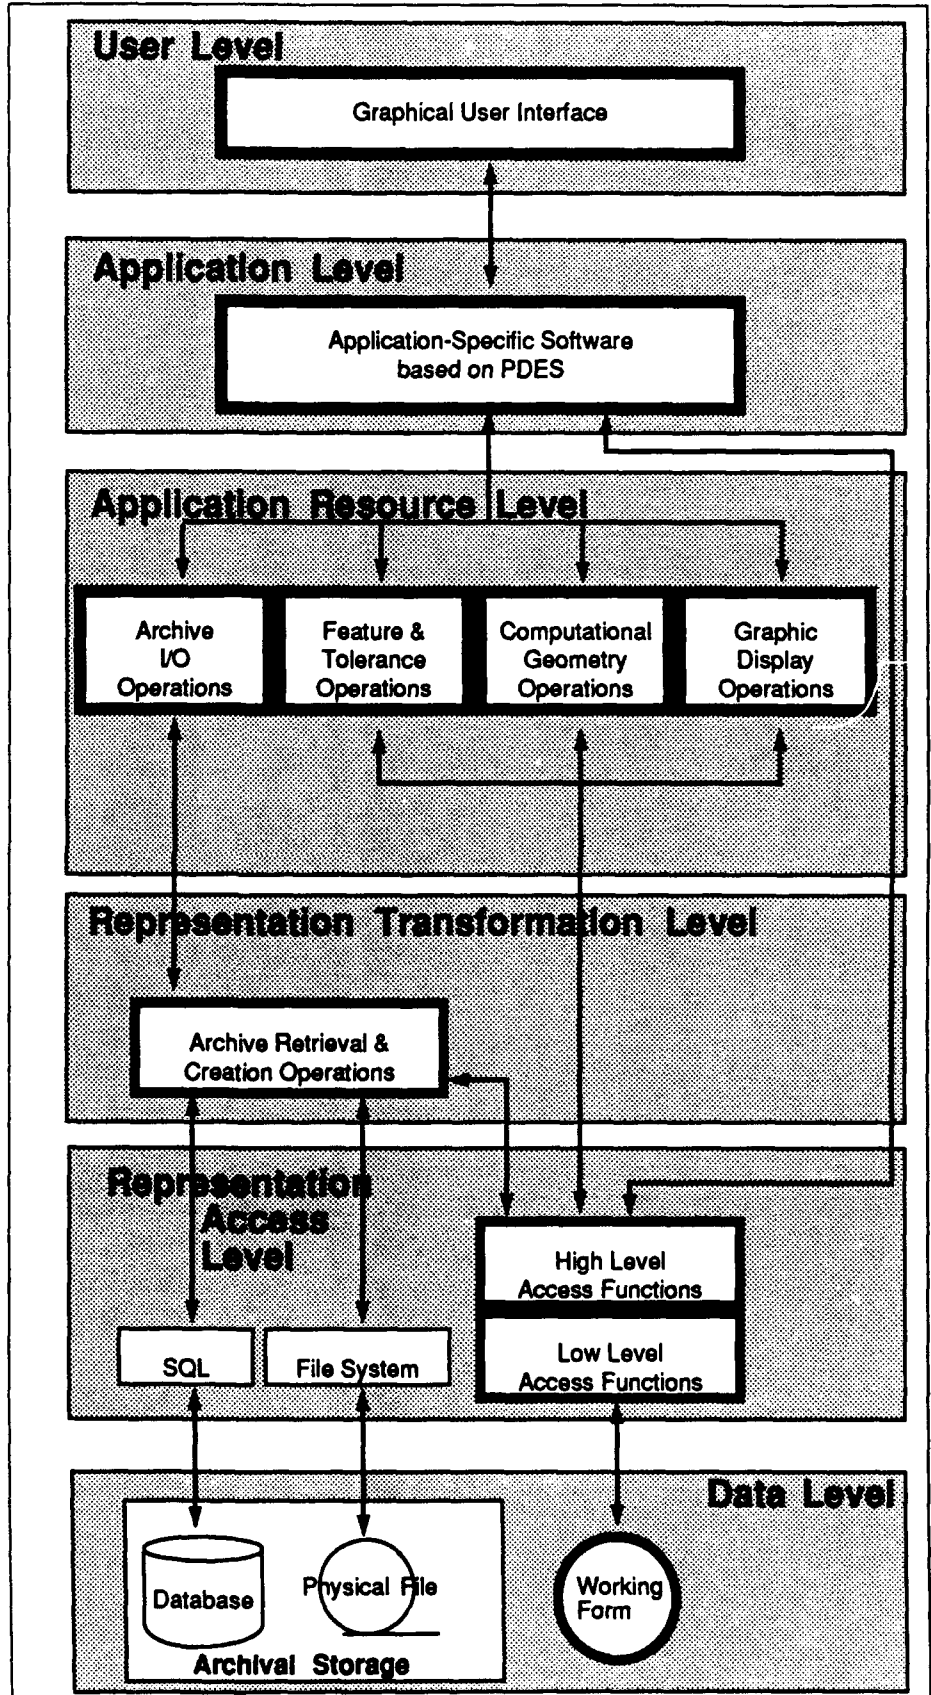 User Level
Graphical User Interface
Application Level
Application-Specific Software
based on PDES
Application Resource Level
Archive
I/O
Operations
Feature &
Tolerance
Operations
Computational
Geometry
Operations
Graphic
Display
Operations
Representation Transformation Level
Archive Retrieval &
Creation Operations
Representation
Access
Level
High Level
Access Functions
SQL
File System
Low Level
Access Functions
Data Level
Database
Physical File
Working
Form
Archival Storage